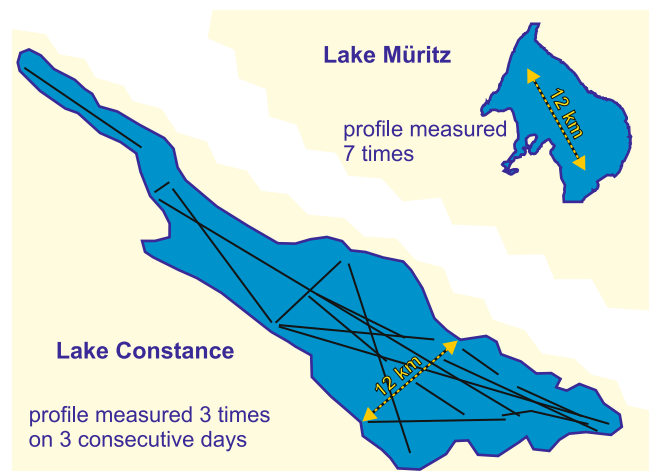 Lake Müritz
12 km
profile measured
7 times
Lake Constance
12 km
profile measured 3 times
on 3 consecutive days